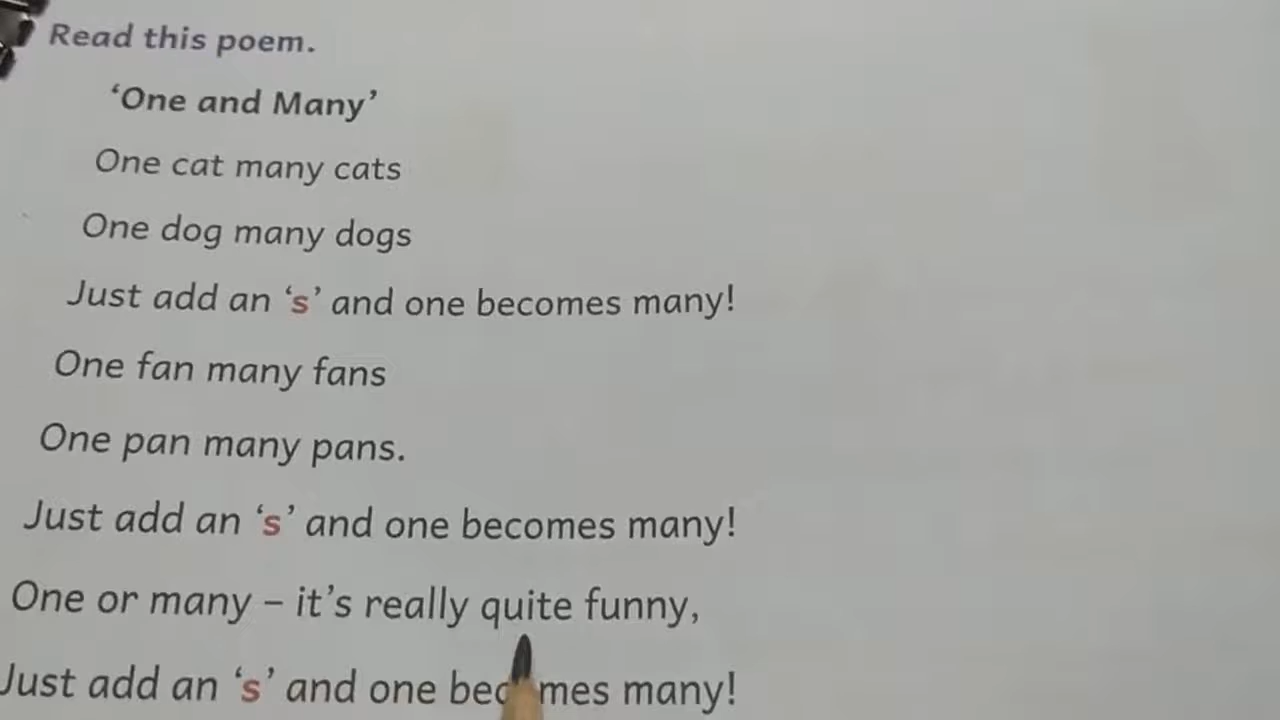 Read this poem.
‘One and Many’
One cat many cats
One dog many dogs
Just add an ‘s’ and one becomes many!
One fan many fans
One pan many pans.
Just add an ‘s’ and one becomes many!
One or many – it’s really quite funny,
Just add an ‘s’ and one becomes many!